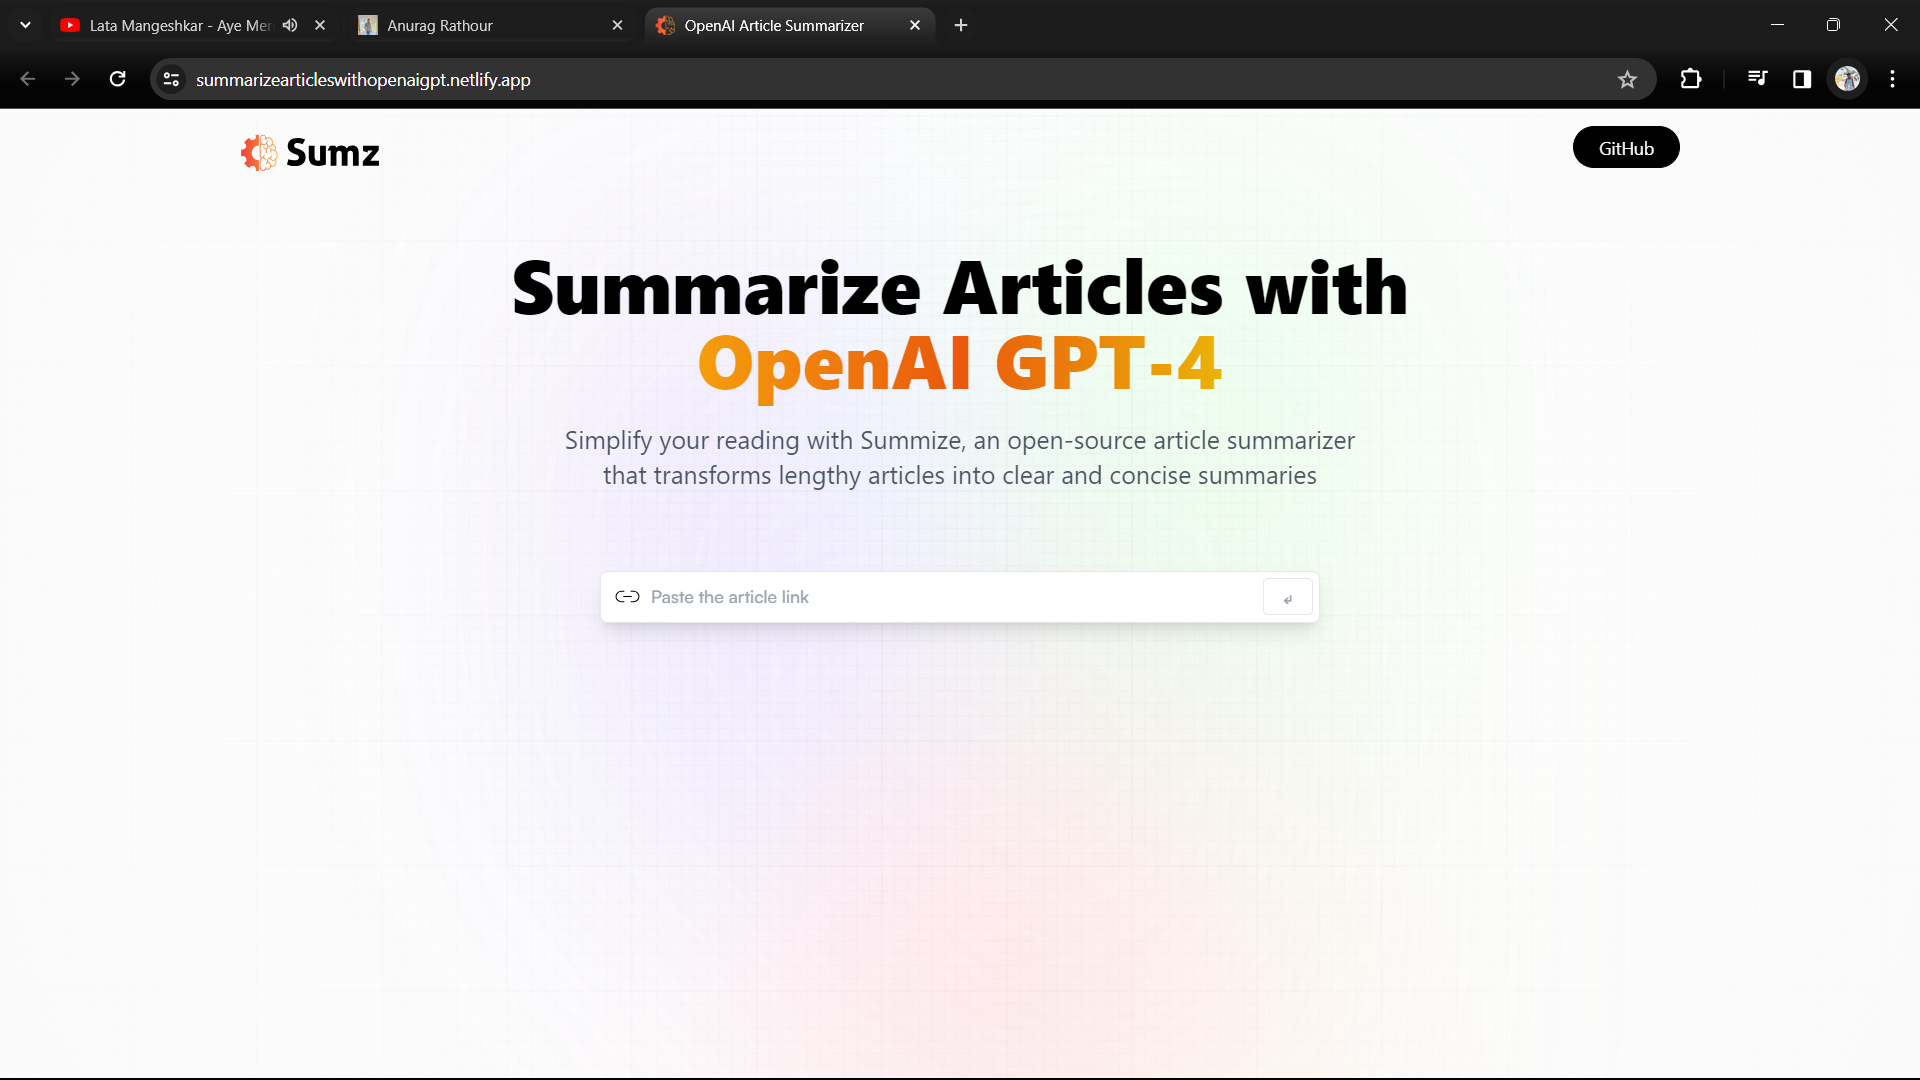 Lata Mangeshkar - Aye Mer
Anurag Rathour
OpenAI Article Summarizer
summarizearticleswithopenaigpt.netlify.app
Sumz
GitHub
Summarize Articles with
OpenAI GPT-4
Simplify your reading with Summize, an open-source article summarizer
that transforms lengthy articles into clear and concise summaries
Paste the article link